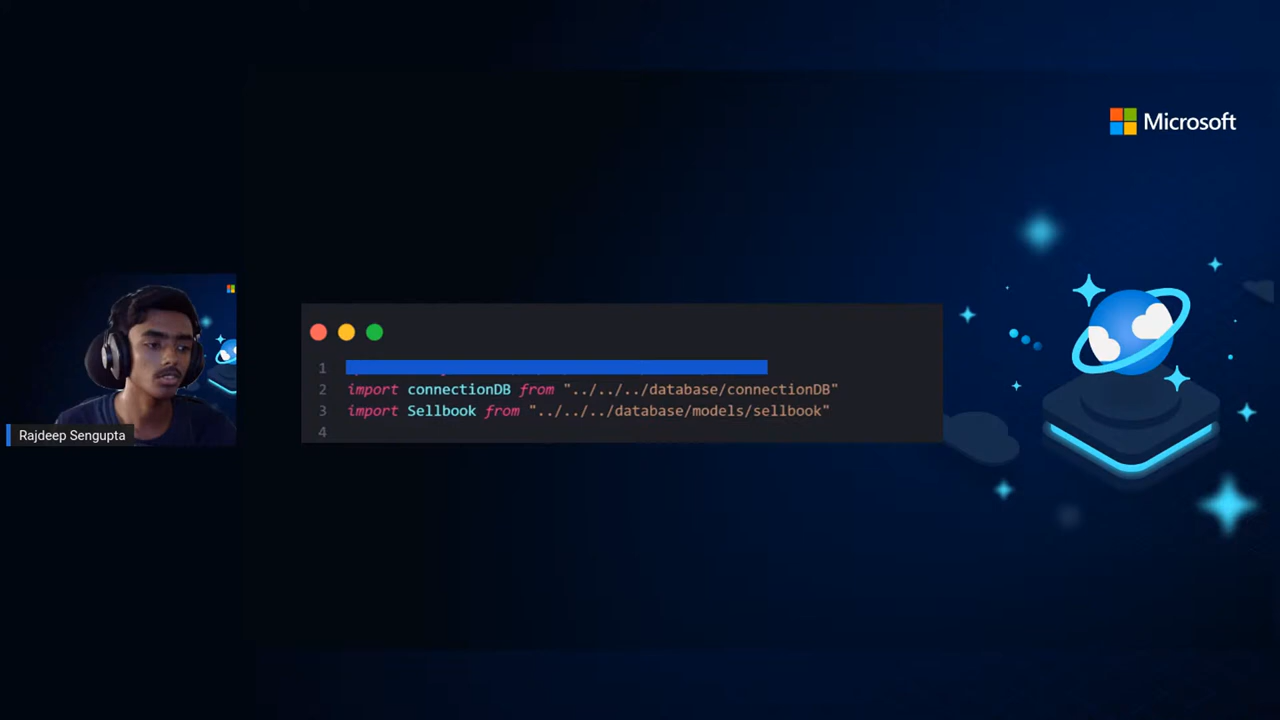 Microsoft
1
2 import connectionDB from "../../../database/connectionDB"
3 import Sellbook from "../../../database/models/sellbook"
4
Rajdeep Sengupta